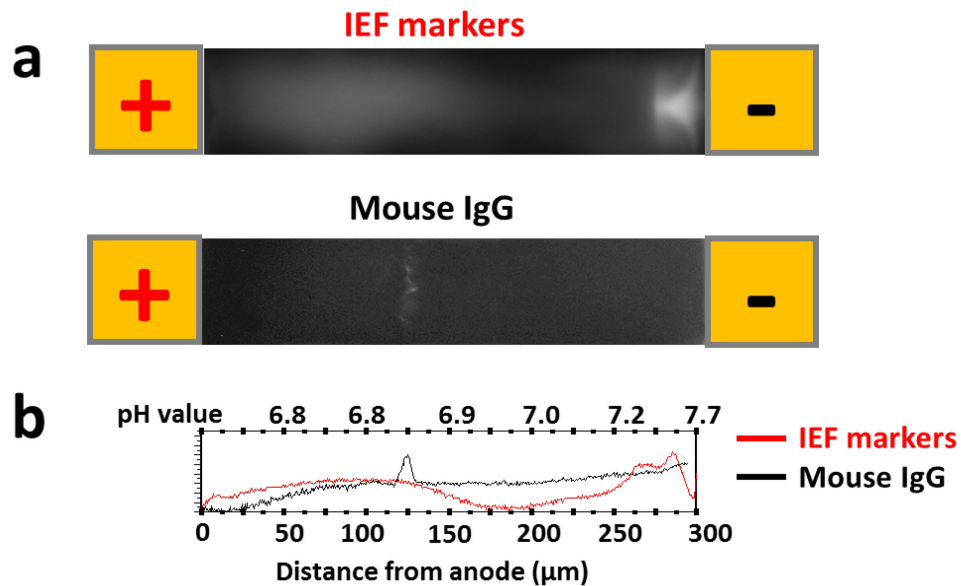 IEF markers
a
+
-
Mouse IgG
+
-
b
pH value 6.8 6.8 6.9 7.0 7.2 7.7
IEF markers
Mouse IgG
0 50 100 150 200 250 300
Distance from anode (μm)